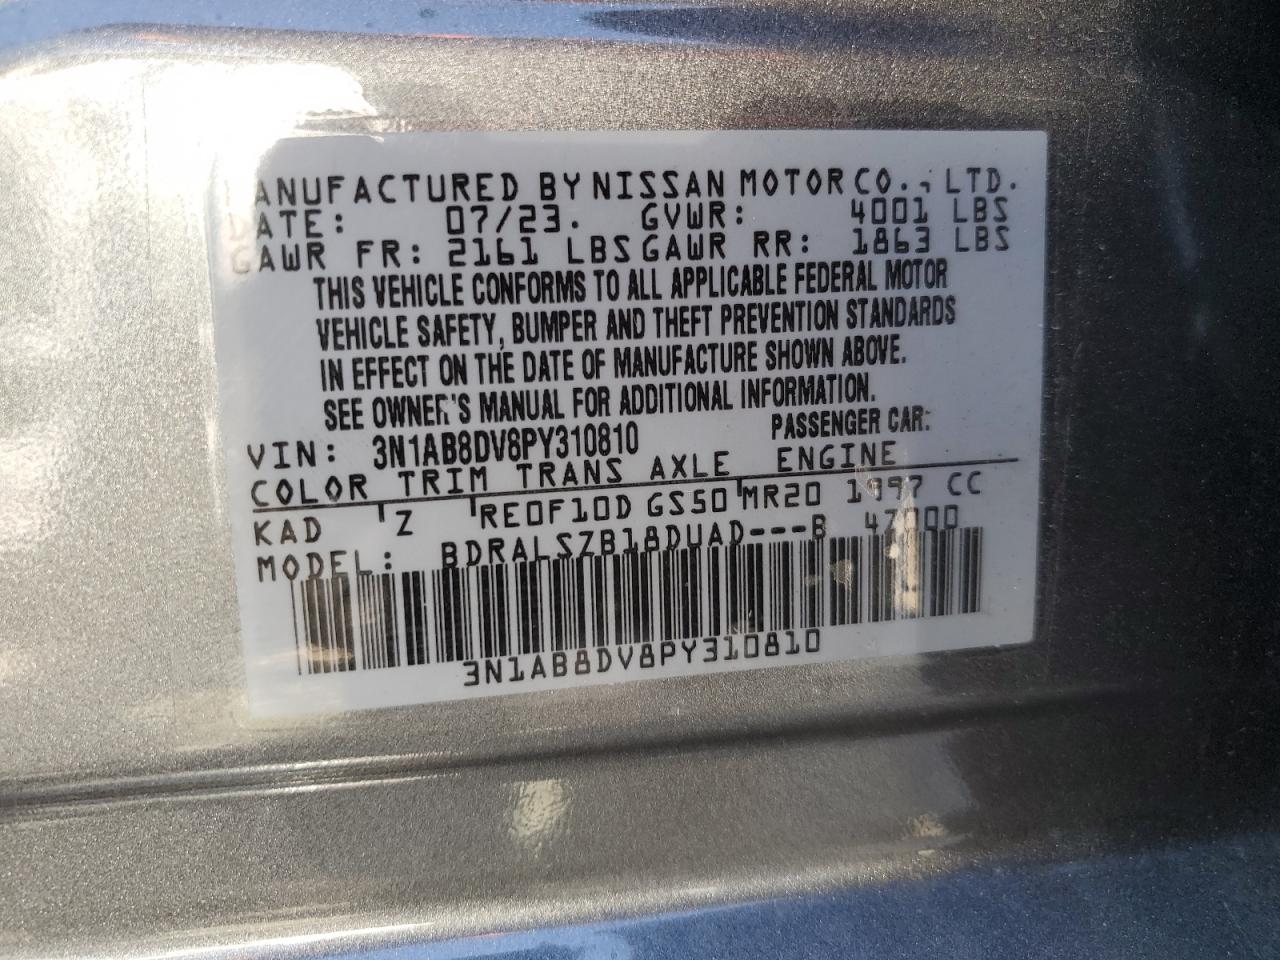 MANUFACTURED BY NISSAN MOTOR CO., LTD.
DATE: 07/23. GVWR: 4001 LBS
GAWR FR: 2161 LBS GAWR RR: 1863 LBS
THIS VEHICLE CONFORMS TO ALL APPLICABLE FEDERAL MOTOR
VEHICLE SAFETY, BUMPER AND THEFT PREVENTION STANDARDS
IN EFFECT ON THE DATE OF MANUFACTURE SHOWN ABOVE.
SEE OWNER'S MANUAL FOR ADDITIONAL INFORMATION.
VIN: 3N1AB8DV8PY310810 PASSENGER CAR:
COLOR TRIM TRANS AXLE ENGINE
KAD Z RE0F10D GS50 MR20 1997 CC
MODEL: BDRALSZB18DUAD---B
3N1AB8DV8PY310810